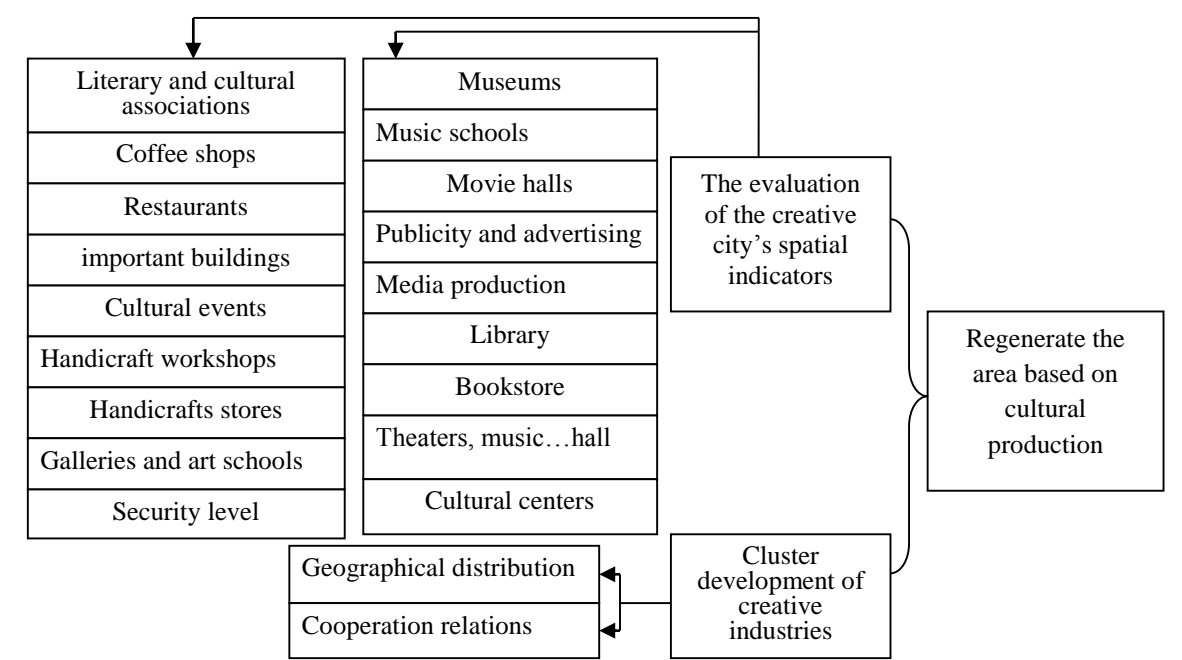 Literary and cultural
associations
Coffee shops
Restaurants
important buildings
Cultural events
Handicraft workshops
Handicrafts stores
Galleries and art schools
Security level
Museums
Music schools
Movie halls
Publicity and advertising
Media production
Library
Bookstore
Theaters, music…hall
Cultural centers
The evaluation
of the creative
city’s spatial
indicators
Regenerate the
area based on
cultural
production
Geographical distribution
Cooperation relations
Cluster
development of
creative
industries